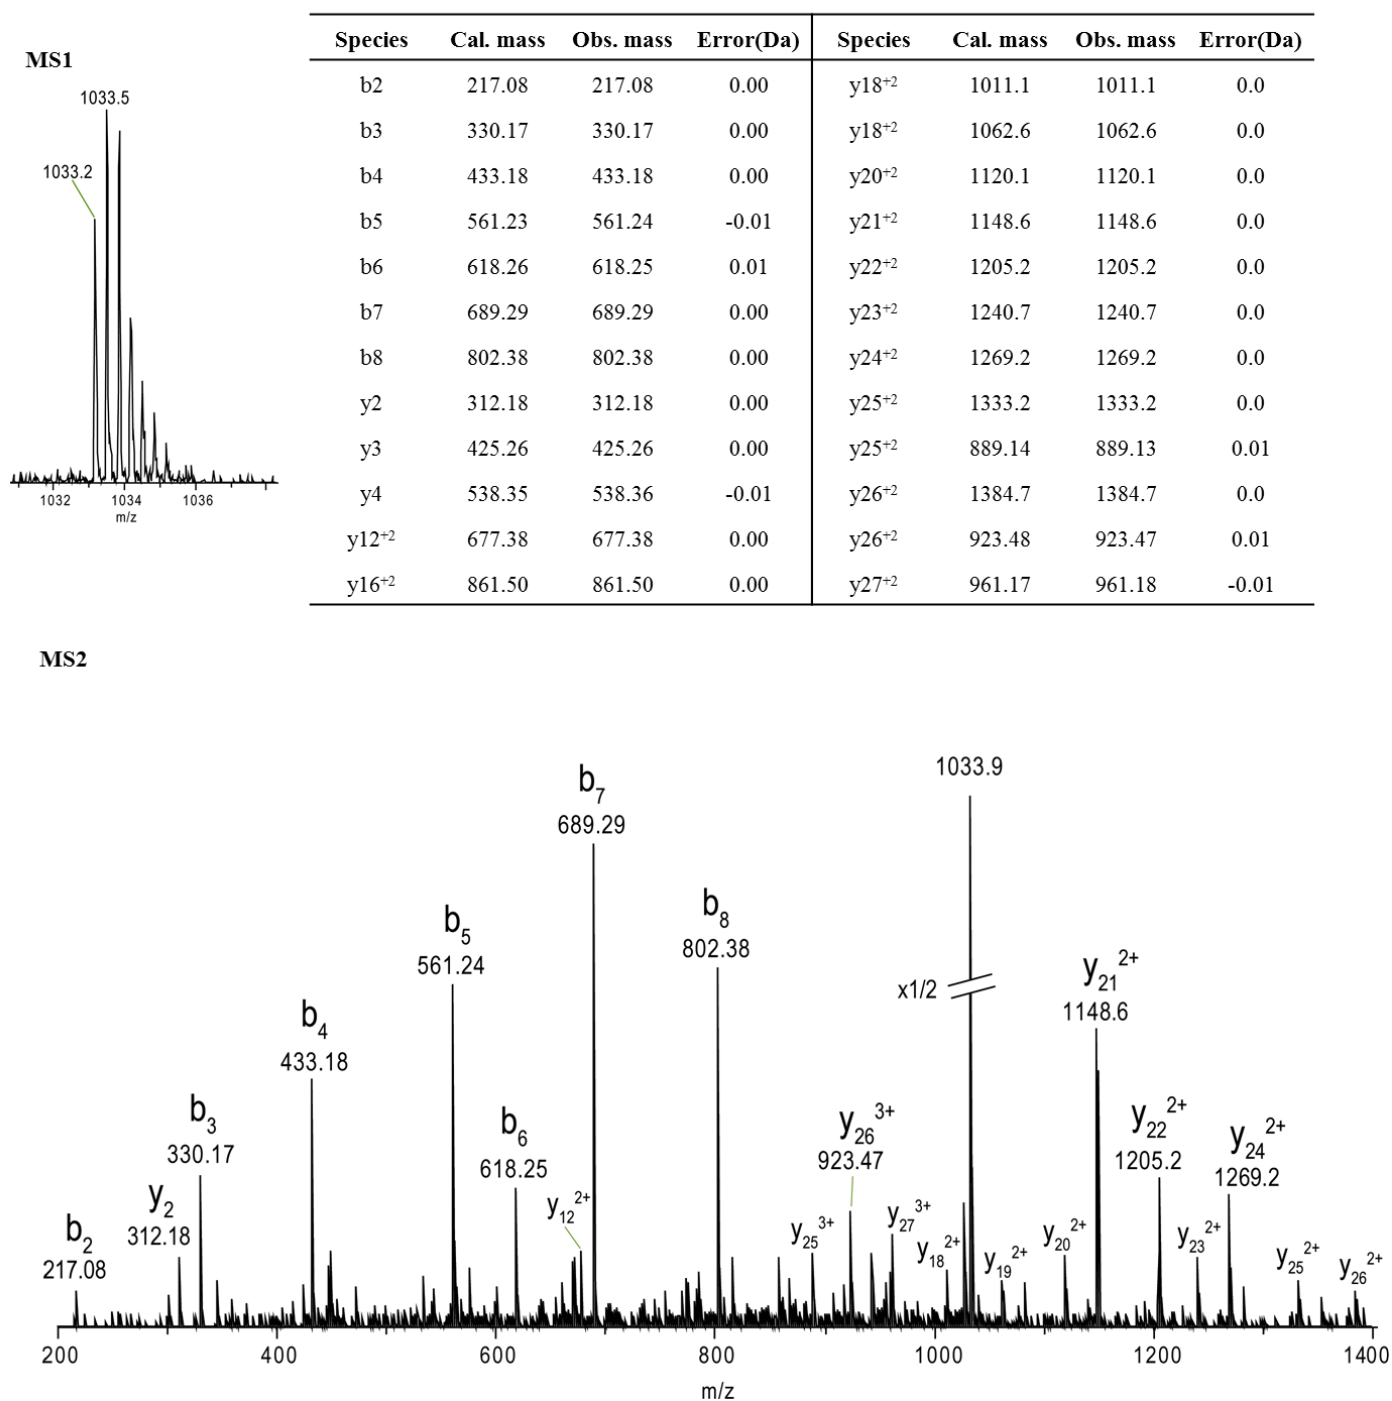 MS1
1033.5
1033.2
1032 1034 1036
m/z
Species Cal. mass Obs. mass Error(Da) Species Cal. mass Obs. mass Error(Da)
b2 217.08 217.08 0.00 y18+2 1011.1 1011.1 0.0
b3 330.17 330.17 0.00 y18+2 1062.6 1062.6 0.0
b4 433.18 433.18 0.00 y20+2 1120.1 1120.1 0.0
b5 561.23 561.24 -0.01 y21+2 1148.6 1148.6 0.0
b6 618.26 618.25 0.01 y22+2 1205.2 1205.2 0.0
b7 689.29 689.29 0.00 y23+2 1240.7 1240.7 0.0
b8 802.38 802.38 0.00 y24+2 1269.2 1269.2 0.0
y2 312.18 312.18 0.00 y25+2 1333.2 1333.2 0.0
y3 425.26 425.26 0.00 y25+2 889.14 889.13 0.01
y4 538.35 538.36 -0.01 y26+2 1384.7 1384.7 0.0
y12+2 677.38 677.38 0.00 y26+2 923.48 923.47 0.01
y16+2 861.50 861.50 0.00 y27+2 961.17 961.18 -0.01
MS2
b2
217.08
y2
312.18
b3
330.17
b4
433.18
b5
561.24
b6
618.25
y12 2+
b7
689.29
b8
802.38
y25 3+
y26 3+
923.47
y27 3+
y18 2+
1033.9
x1/2
y19 2+
y20 2+
y21 2+
1148.6
y22 2+
1205.2
y23 2+
y24 2+
1269.2
y25 2+
y26 2+
200 400 600 800 1000 1200 1400
m/z